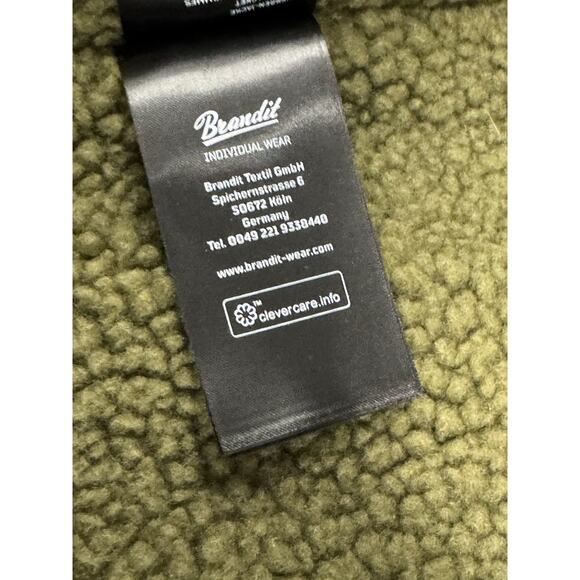 Brandit
INDIVIDUAL WEAR
Brandit Textil GmbH
Spichernstrasse 6
50672 Köln
Germany
Tel. 0049 221 9338440
www.brandit-wear.com
™ clevercare.info